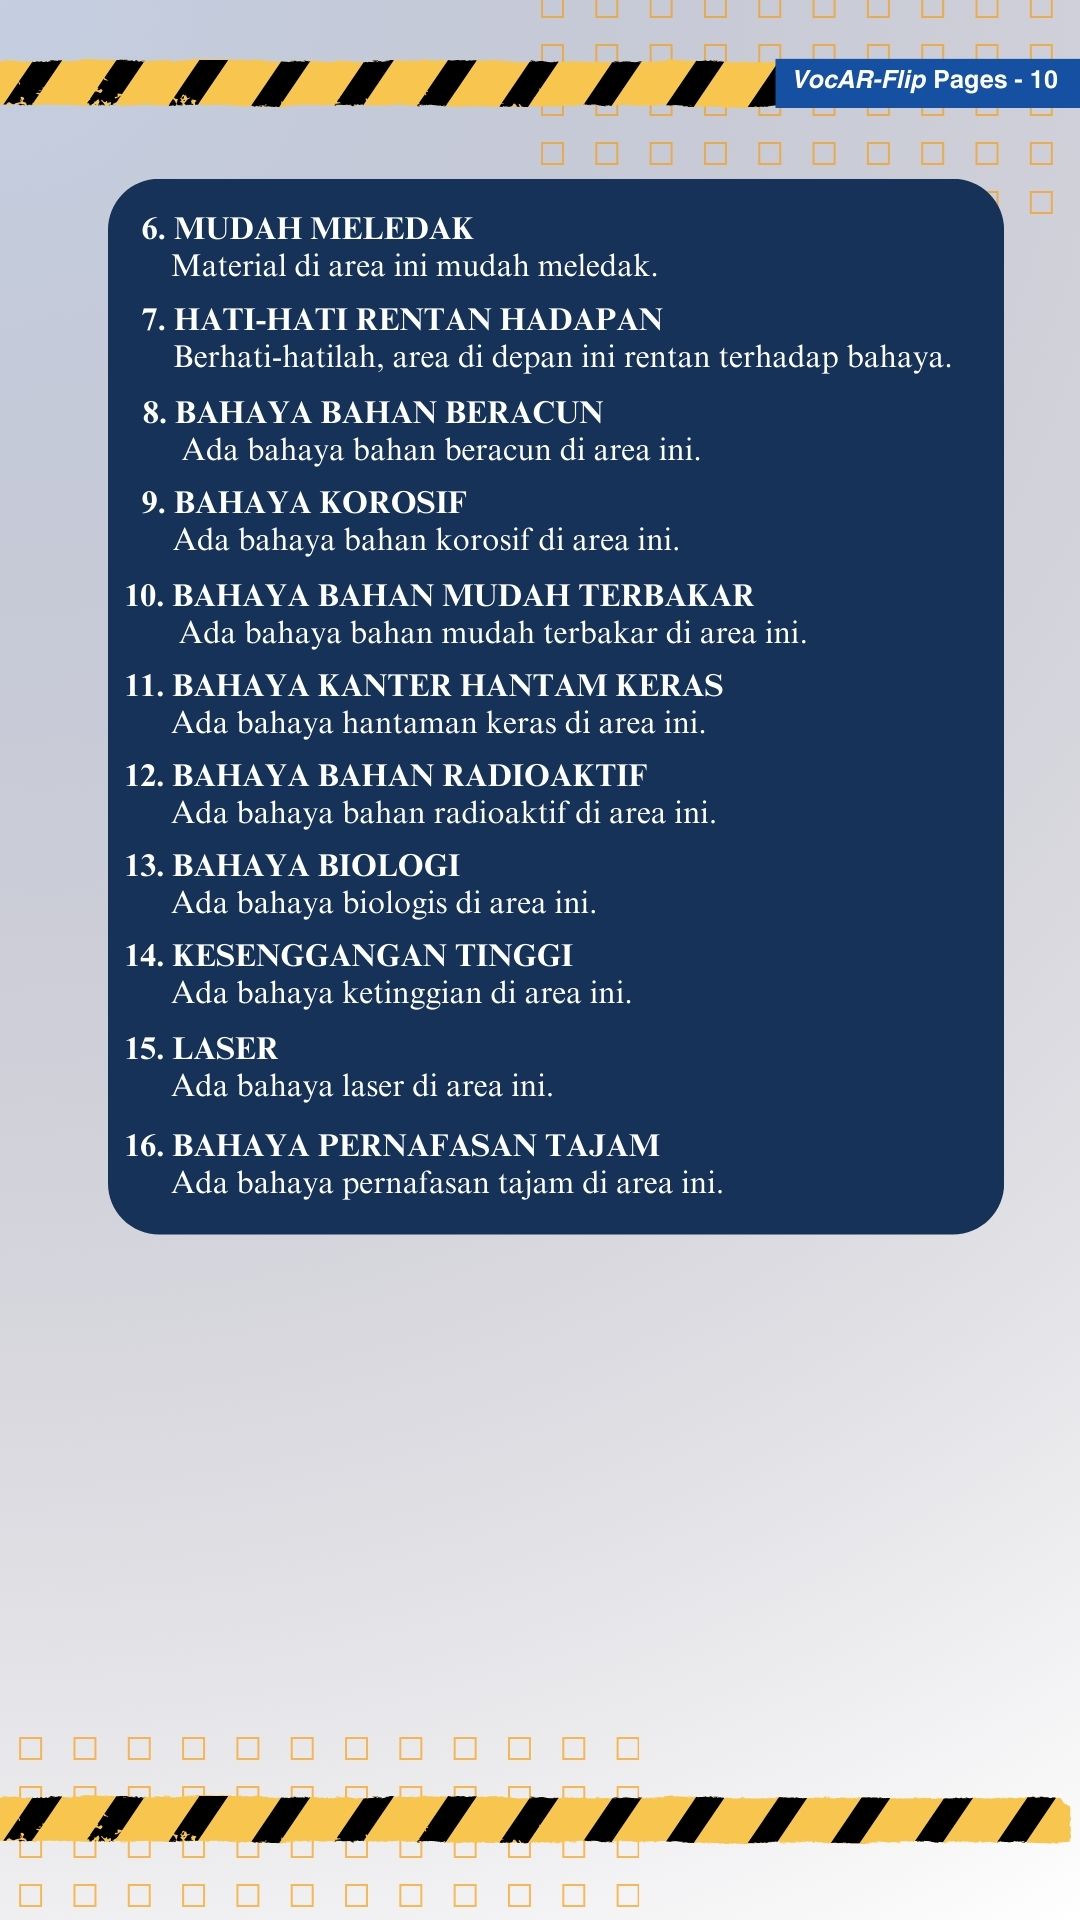 VocAR-Flip Pages - 10
6. MUDAH MELEDAK
Material di area ini mudah meledak.
7. HATI-HATI RENTAN HADAPAN
Berhati-hatilah, area di depan ini rentan terhadap bahaya.
8. BAHAYA BAHAN BERACUN
Ada bahaya bahan beracun di area ini.
9. BAHAYA KOROSIF
Ada bahaya bahan korosif di area ini.
10. BAHAYA BAHAN MUDAH TERBAKAR
Ada bahaya bahan mudah terbakar di area ini.
11. BAHAYA KANTER HANTAM KERAS
Ada bahaya hantaman keras di area ini.
12. BAHAYA BAHAN RADIOAKTIF
Ada bahaya bahan radioaktif di area ini.
13. BAHAYA BIOLOGI
Ada bahaya biologis di area ini.
14. KESENGGANGAN TINGGI
Ada bahaya ketinggian di area ini.
15. LASER
Ada bahaya laser di area ini.
16. BAHAYA PERNAFASAN TAJAM
Ada bahaya pernafasan tajam di area ini.